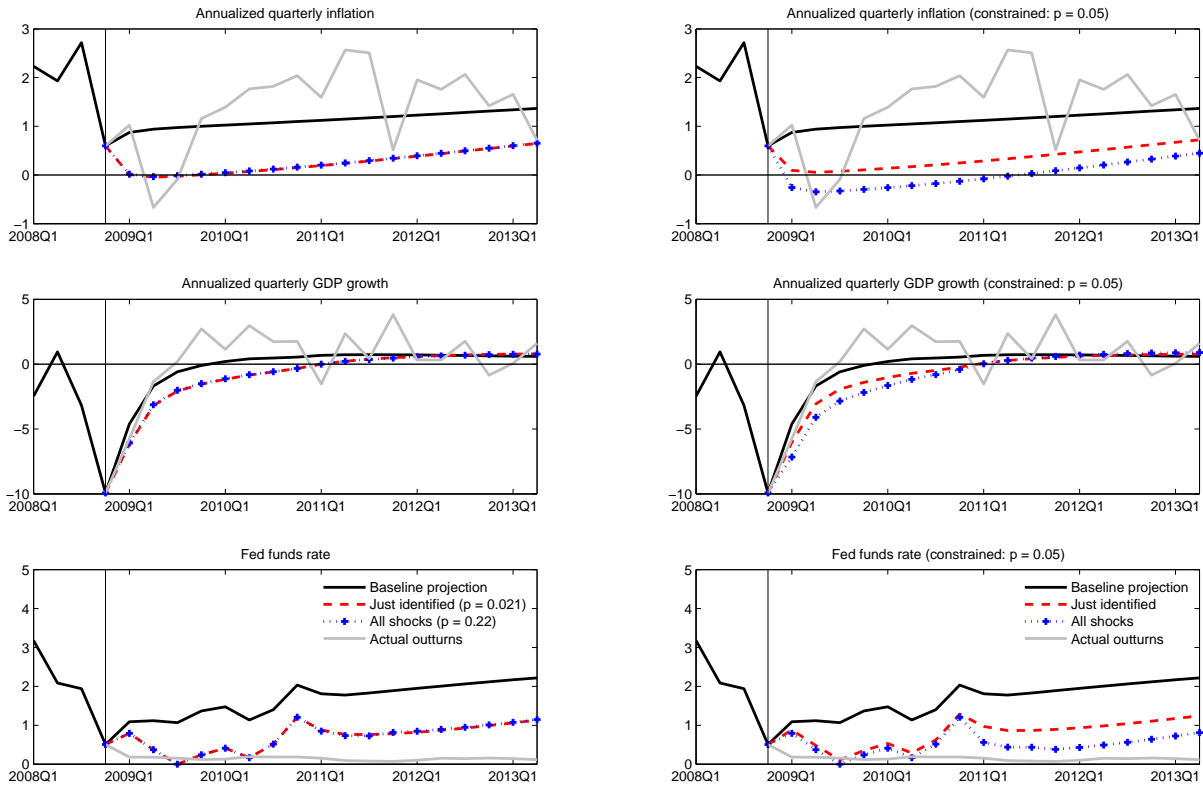 Annualized quarterly inflation
3
2
1
0
−1
2008Q1 2009Q1 2010Q1 2011Q1 2012Q1 2013Q1
Annualized quarterly inflation (constrained: p = 0.05)
3
2
1
0
−1
2008Q1 2009Q1 2010Q1 2011Q1 2012Q1 2013Q1
Annualized quarterly GDP growth
5
0
−5
−10
2008Q1 2009Q1 2010Q1 2011Q1 2012Q1 2013Q1
Annualized quarterly GDP growth (constrained: p = 0.05)
5
0
−5
−10
2008Q1 2009Q1 2010Q1 2011Q1 2012Q1 2013Q1
Fed funds rate
5
4
3
2
1
0
Baseline projection
Just identified (p = 0.021)
All shocks (p = 0.22)
Actual outturns
2008Q1 2009Q1 2010Q1 2011Q1 2012Q1 2013Q1
Fed funds rate (constrained: p = 0.05)
5
4
3
2
1
0
Baseline projection
Just identified
All shocks
Actual outturns
2008Q1 2009Q1 2010Q1 2011Q1 2012Q1 2013Q1